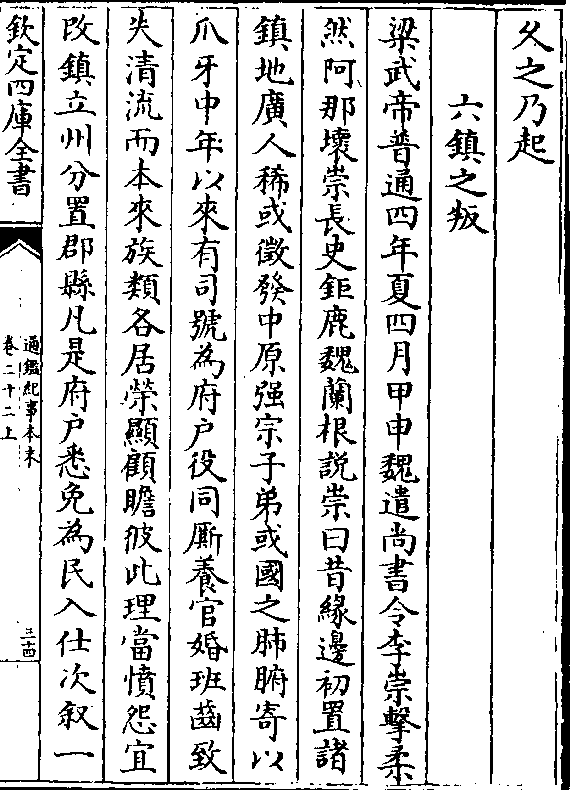 久之乃起
六鎮之叛
梁武帝普通四年夏四月甲申魏遣尚書令李崇擊柔
然阿那壞崇長史鉅鹿魏蘭根説崇曰昔緣邊初置諸
鎮地廣人稀或徵發中原强宗子弟或國之肺腑寄以
爪牙中年以來有司號為府户役同厮養官婚班齒致
失清流而本來族類各居榮顯顧瞻彼此理當憤怨宜
改鎮立州分置郡縣凡是府户悉免為民入仕次叙一
欽定四庫全書
通鑑紀事本末
卷二十二上
三十四